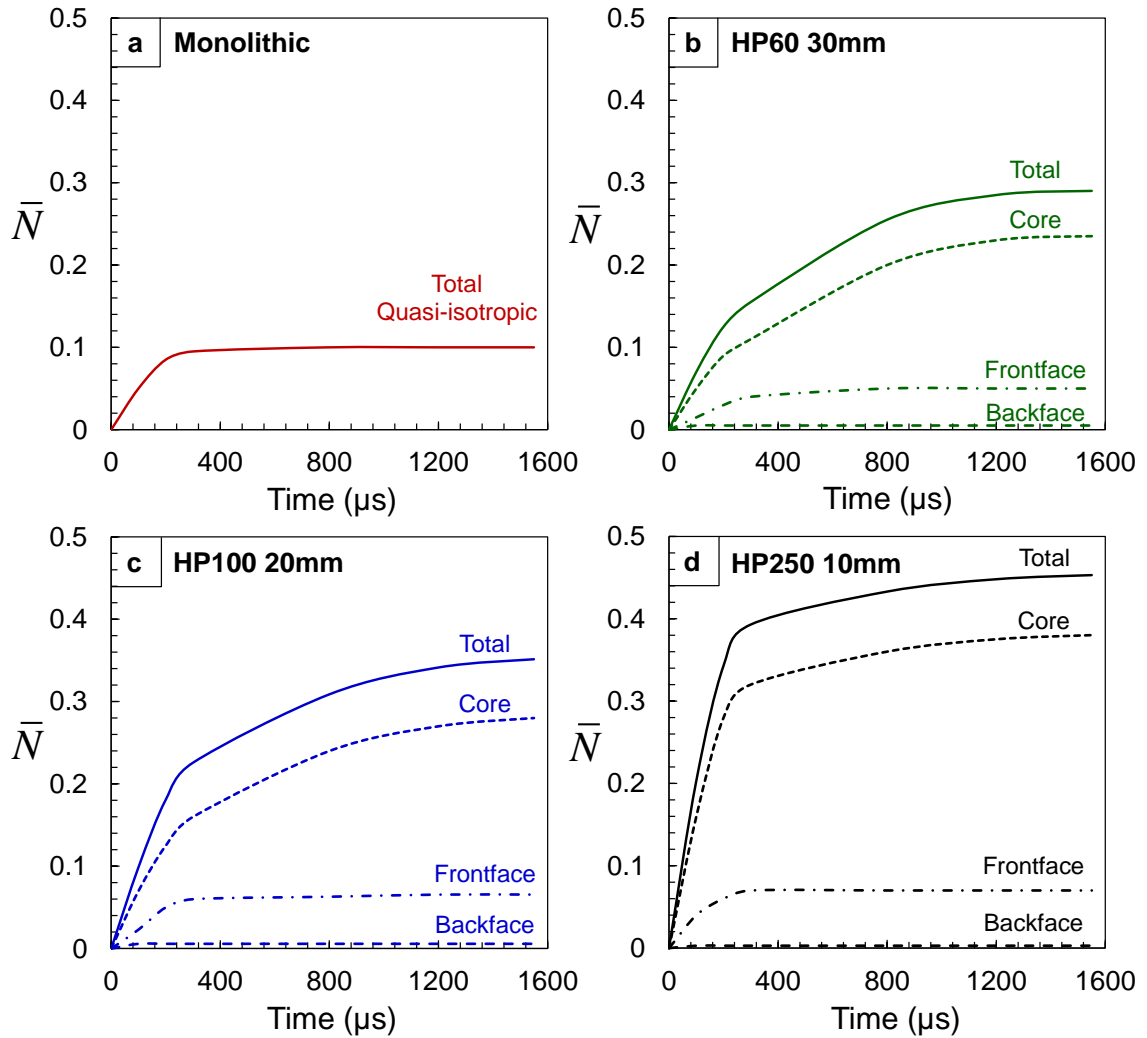 a
Monolithic
0.5
0.4
0.3
0.2
0.1
0
N̅
Total
Quasi-isotropic
0 400 800 1200 1600
Time (µs)
b
HP60 30mm
0.5
0.4
0.3
0.2
0.1
0
N̅
Total
Core
Frontface
Backface
0 400 800 1200 1600
Time (µs)
c
HP100 20mm
0.5
0.4
0.3
0.2
0.1
0
N̅
Total
Core
Frontface
Backface
0 400 800 1200 1600
Time (µs)
d
HP250 10mm
0.5
0.4
0.3
0.2
0.1
0
N̅
Total
Core
Frontface
Backface
0 400 800 1200 1600
Time (µs)